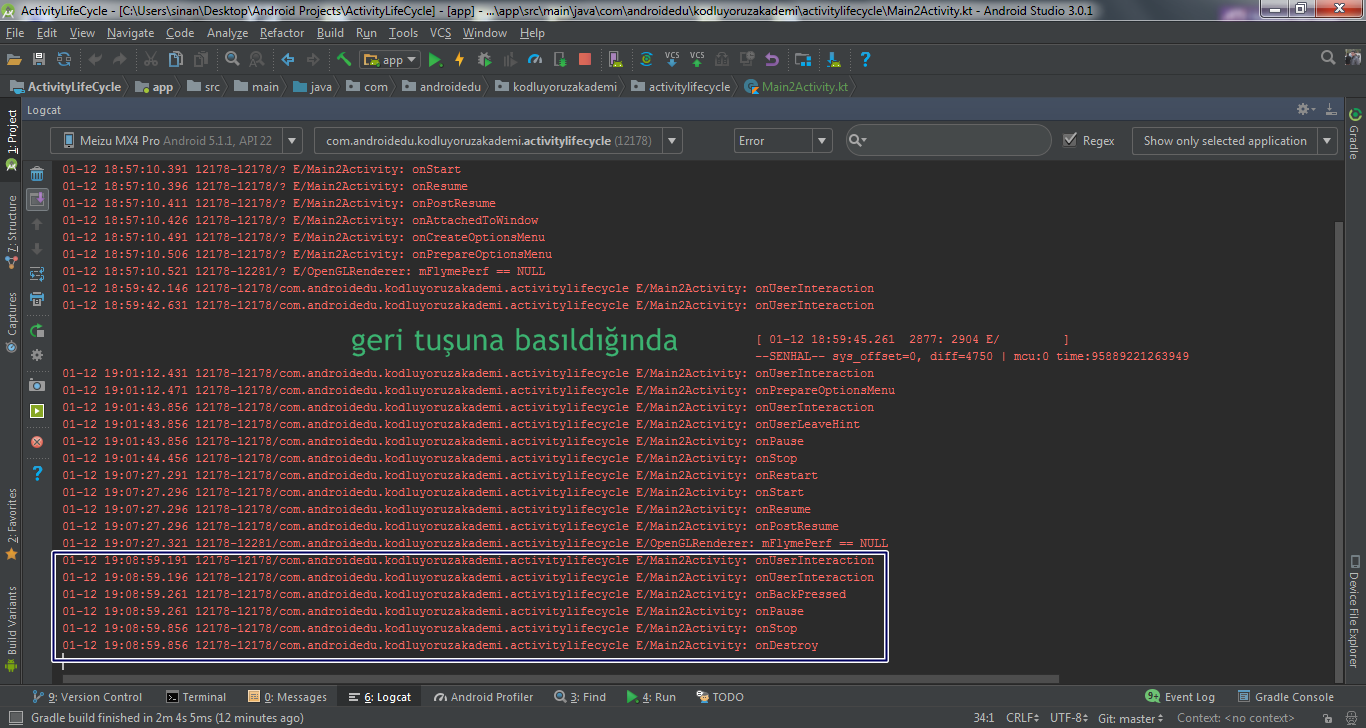 ActivityLifeCycle - [C:\Users\sinan\Desktop\Android Projects\ActivityLifeCycle] - [app] - ...\app\src\main\java\com\androidedu\kodluyoruzakademi\activitylifecycle\Main2Activity.kt - Android Studio 3.0.1
File Edit View Navigate Code Analyze Refactor Build Run Tools VCS Window Help
app VCS VCS ?
ActivityLifeCycle app src main java com androidedu kodluyoruzakademi activitylifecycle Main2Activity.kt
Logcat
Meizu MX4 Pro Android 5.1.1, API 22 com.androidedu.kodluyoruzakademi.activitylifecycle (12178) Error Regex Show only selected application
1: Project
7: Structure
Captures
2: Favorites
Build Variants
Gradle
Device File Explorer
01-12 18:57:10.391 12178-12178/? E/Main2Activity: onStart
01-12 18:57:10.396 12178-12178/? E/Main2Activity: onResume
01-12 18:57:10.411 12178-12178/? E/Main2Activity: onPostResume
01-12 18:57:10.426 12178-12178/? E/Main2Activity: onAttachedToWindow
01-12 18:57:10.491 12178-12178/? E/Main2Activity: onCreateOptionsMenu
01-12 18:57:10.506 12178-12178/? E/Main2Activity: onPrepareOptionsMenu
01-12 18:57:10.521 12178-12281/? E/OpenGLRenderer: mFlymePerf == NULL
01-12 18:59:42.146 12178-12178/com.androidedu.kodluyoruzakademi.activitylifecycle E/Main2Activity: onUserInteraction
01-12 18:59:42.631 12178-12178/com.androidedu.kodluyoruzakademi.activitylifecycle E/Main2Activity: onUserInteraction
geri tuşuna basıldığında
[ 01-12 18:59:45.261 2877: 2904 E/ ]
--SENHAL-- sys_offset=0, diff=4750 | mcu:0 time:95889221263949
01-12 19:01:12.431 12178-12178/com.androidedu.kodluyoruzakademi.activitylifecycle E/Main2Activity: onUserInteraction
01-12 19:01:12.471 12178-12178/com.androidedu.kodluyoruzakademi.activitylifecycle E/Main2Activity: onPrepareOptionsMenu
01-12 19:01:43.856 12178-12178/com.androidedu.kodluyoruzakademi.activitylifecycle E/Main2Activity: onUserInteraction
01-12 19:01:43.856 12178-12178/com.androidedu.kodluyoruzakademi.activitylifecycle E/Main2Activity: onUserLeaveHint
01-12 19:01:43.856 12178-12178/com.androidedu.kodluyoruzakademi.activitylifecycle E/Main2Activity: onPause
01-12 19:01:44.456 12178-12178/com.androidedu.kodluyoruzakademi.activitylifecycle E/Main2Activity: onStop
01-12 19:07:27.291 12178-12178/com.androidedu.kodluyoruzakademi.activitylifecycle E/Main2Activity: onRestart
01-12 19:07:27.296 12178-12178/com.androidedu.kodluyoruzakademi.activitylifecycle E/Main2Activity: onStart
01-12 19:07:27.296 12178-12178/com.androidedu.kodluyoruzakademi.activitylifecycle E/Main2Activity: onResume
01-12 19:07:27.296 12178-12178/com.androidedu.kodluyoruzakademi.activitylifecycle E/Main2Activity: onPostResume
01-12 19:07:27.321 12178-12281/com.androidedu.kodluyoruzakademi.activitylifecycle E/OpenGLRenderer: mFlymePerf == NULL
01-12 19:08:59.191 12178-12178/com.androidedu.kodluyoruzakademi.activitylifecycle E/Main2Activity: onUserInteraction
01-12 19:08:59.196 12178-12178/com.androidedu.kodluyoruzakademi.activitylifecycle E/Main2Activity: onUserInteraction
01-12 19:08:59.261 12178-12178/com.androidedu.kodluyoruzakademi.activitylifecycle E/Main2Activity: onBackPressed
01-12 19:08:59.261 12178-12178/com.androidedu.kodluyoruzakademi.activitylifecycle E/Main2Activity: onPause
01-12 19:08:59.856 12178-12178/com.androidedu.kodluyoruzakademi.activitylifecycle E/Main2Activity: onStop
01-12 19:08:59.856 12178-12178/com.androidedu.kodluyoruzakademi.activitylifecycle E/Main2Activity: onDestroy
9: Version Control Terminal 0: Messages 6: Logcat Android Profiler 3: Find 4: Run TODO 9+ Event Log Gradle Console
Gradle build finished in 2m 4s 5ms (12 minutes ago) 34:1 CRLF UTF-8 Git: master Context: <no context>